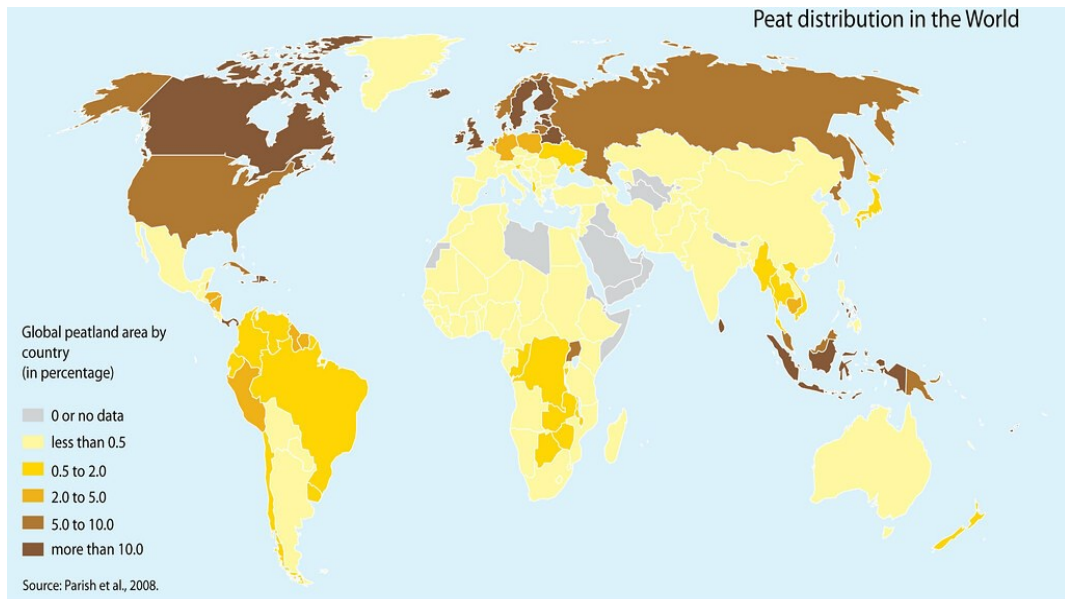 Peat distribution in the World
Global peatland area by
country
(in percentage)
0 or no data
less than 0.5
0.5 to 2.0
2.0 to 5.0
5.0 to 10.0
more than 10.0
Source: Parish et al., 2008.